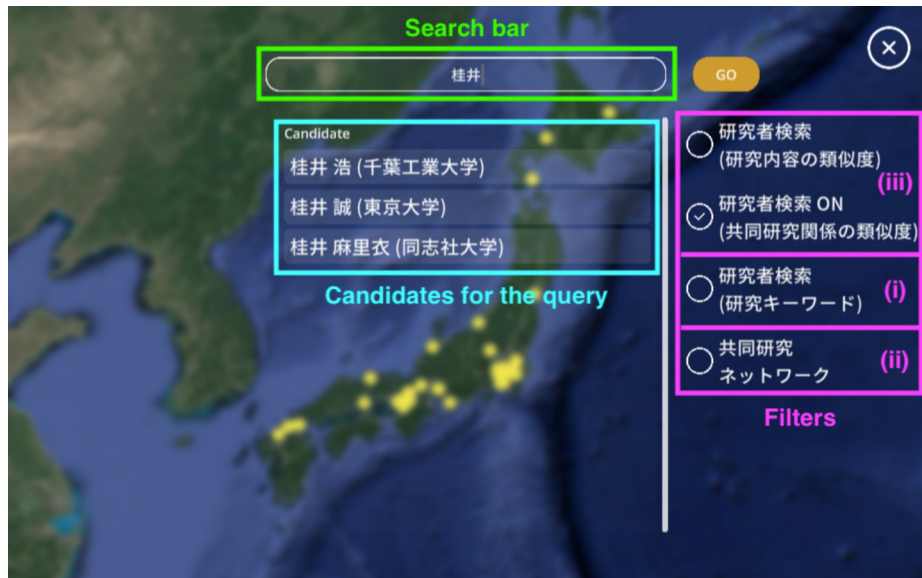 Search bar
桂井
GO
Candidate
桂井 浩 (千葉工業大学)
桂井 誠 (東京大学)
桂井 麻里衣 (同志社大学)
Candidates for the query
研究者検索
(研究内容の類似度)
(iii)
研究者検索 ON
(共同研究関係の類似度)
研究者検索
(研究キーワード)
(i)
共同研究
ネットワーク
(ii)
Filters